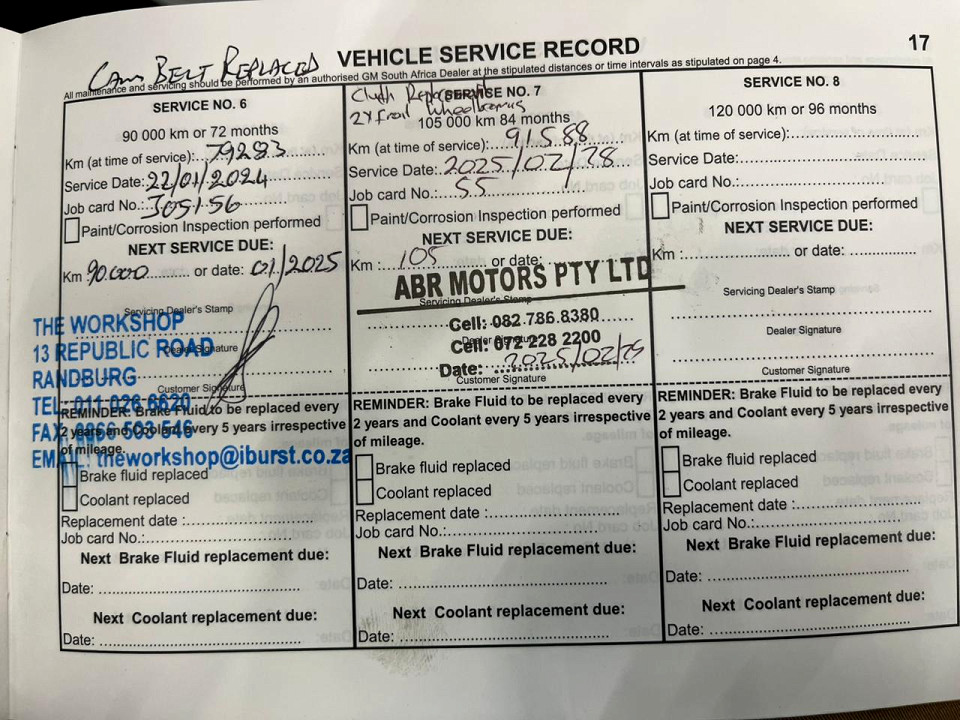 17
VEHICLE SERVICE RECORD
Cam BELT REPLACED
All maintenance and servicing should be performed by an authorised GM South Africa Dealer at the stipulated distances or time intervals as stipulated on page 4.
SERVICE NO. 6
90 000 km or 72 months
Km (at time of service): 79283
Service Date: 22/01/2024
Job card No.: 305156
Paint/Corrosion Inspection performed
NEXT SERVICE DUE:
Km 90.000 or date: 01/2025
Servicing Dealer's Stamp
Dealer Signature
Customer Signature
THE WORKSHOP
13 REPUBLIC ROAD
RANDBURG
TEL: 011 026 6620
FAX: 0866 503 546
EMAIL: theworkshop@iburst.co.za
REMINDER: Brake Fluid to be replaced every
2 years and Coolant every 5 years irrespective
of mileage.
Brake fluid replaced
Coolant replaced
Replacement date :
Job card No.:
Next Brake Fluid replacement due:
Date:
Next Coolant replacement due:
Date:
SERVICE NO. 7
Clutch Replacement
2x front wheelbearings
105 000 km 84 months
Km (at time of service): 91588
Service Date: 2025/02/28
Job card No.: 55
Paint/Corrosion Inspection performed
NEXT SERVICE DUE:
Km : 105 or date:
ABR MOTORS PTY LTD
Servicing Dealer's Stamp
Cell: 082 786 8380
Dealer Signature
Cell: 072 228 2200
Date: 2025/02/
Customer Signature
REMINDER: Brake Fluid to be replaced every
2 years and Coolant every 5 years irrespective
of mileage.
Brake fluid replaced
Coolant replaced
Replacement date :
Job card No.:
Next Brake Fluid replacement due:
Date:
Next Coolant replacement due:
Date:
SERVICE NO. 8
120 000 km or 96 months
Km (at time of service):
Service Date:
Job card No.:
Paint/Corrosion Inspection performed
NEXT SERVICE DUE:
Km : or date:
Servicing Dealer's Stamp
Dealer Signature
Customer Signature
REMINDER: Brake Fluid to be replaced every
2 years and Coolant every 5 years irrespective
of mileage.
Brake fluid replaced
Coolant replaced
Replacement date :
Job card No.:
Next Brake Fluid replacement due:
Date:
Next Coolant replacement due:
Date: